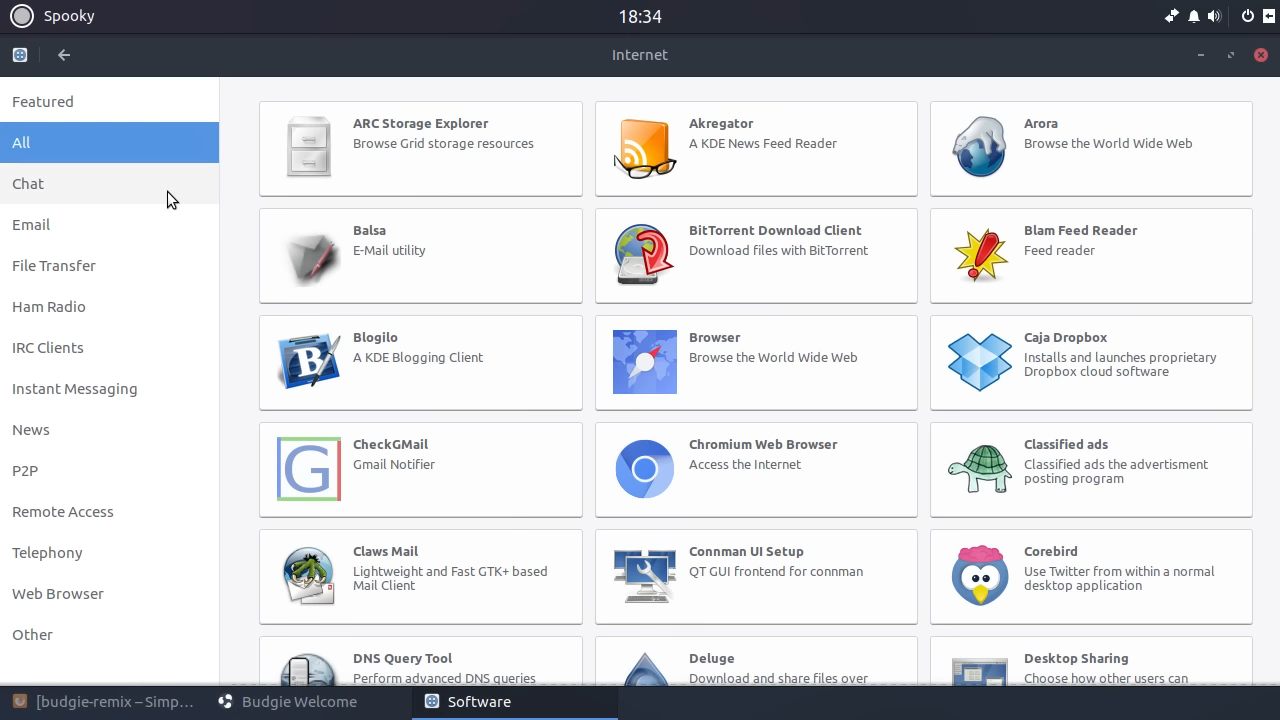 Spooky
18:34
Internet
Featured
All
Chat
Email
File Transfer
Ham Radio
IRC Clients
Instant Messaging
News
P2P
Remote Access
Telephony
Web Browser
Other
ARC Storage Explorer
Browse Grid storage resources
Akregator
A KDE News Feed Reader
Arora
Browse the World Wide Web
Balsa
E-Mail utility
BitTorrent Download Client
Download files with BitTorrent
Blam Feed Reader
Feed reader
Blogilo
A KDE Blogging Client
Browser
Browse the World Wide Web
Caja Dropbox
Installs and launches proprietary
Dropbox cloud software
CheckGMail
Gmail Notifier
Chromium Web Browser
Access the Internet
Classified ads
Classified ads the advertisment
posting program
Claws Mail
Lightweight and Fast GTK+ based
Mail Client
Connman UI Setup
QT GUI frontend for connman
Corebird
Use Twitter from within a normal
desktop application
DNS Query Tool
Perform advanced DNS queries
Deluge
Download and share files over
Desktop Sharing
Choose how other users can
[budgie-remix – Simp...
Budgie Welcome
Software